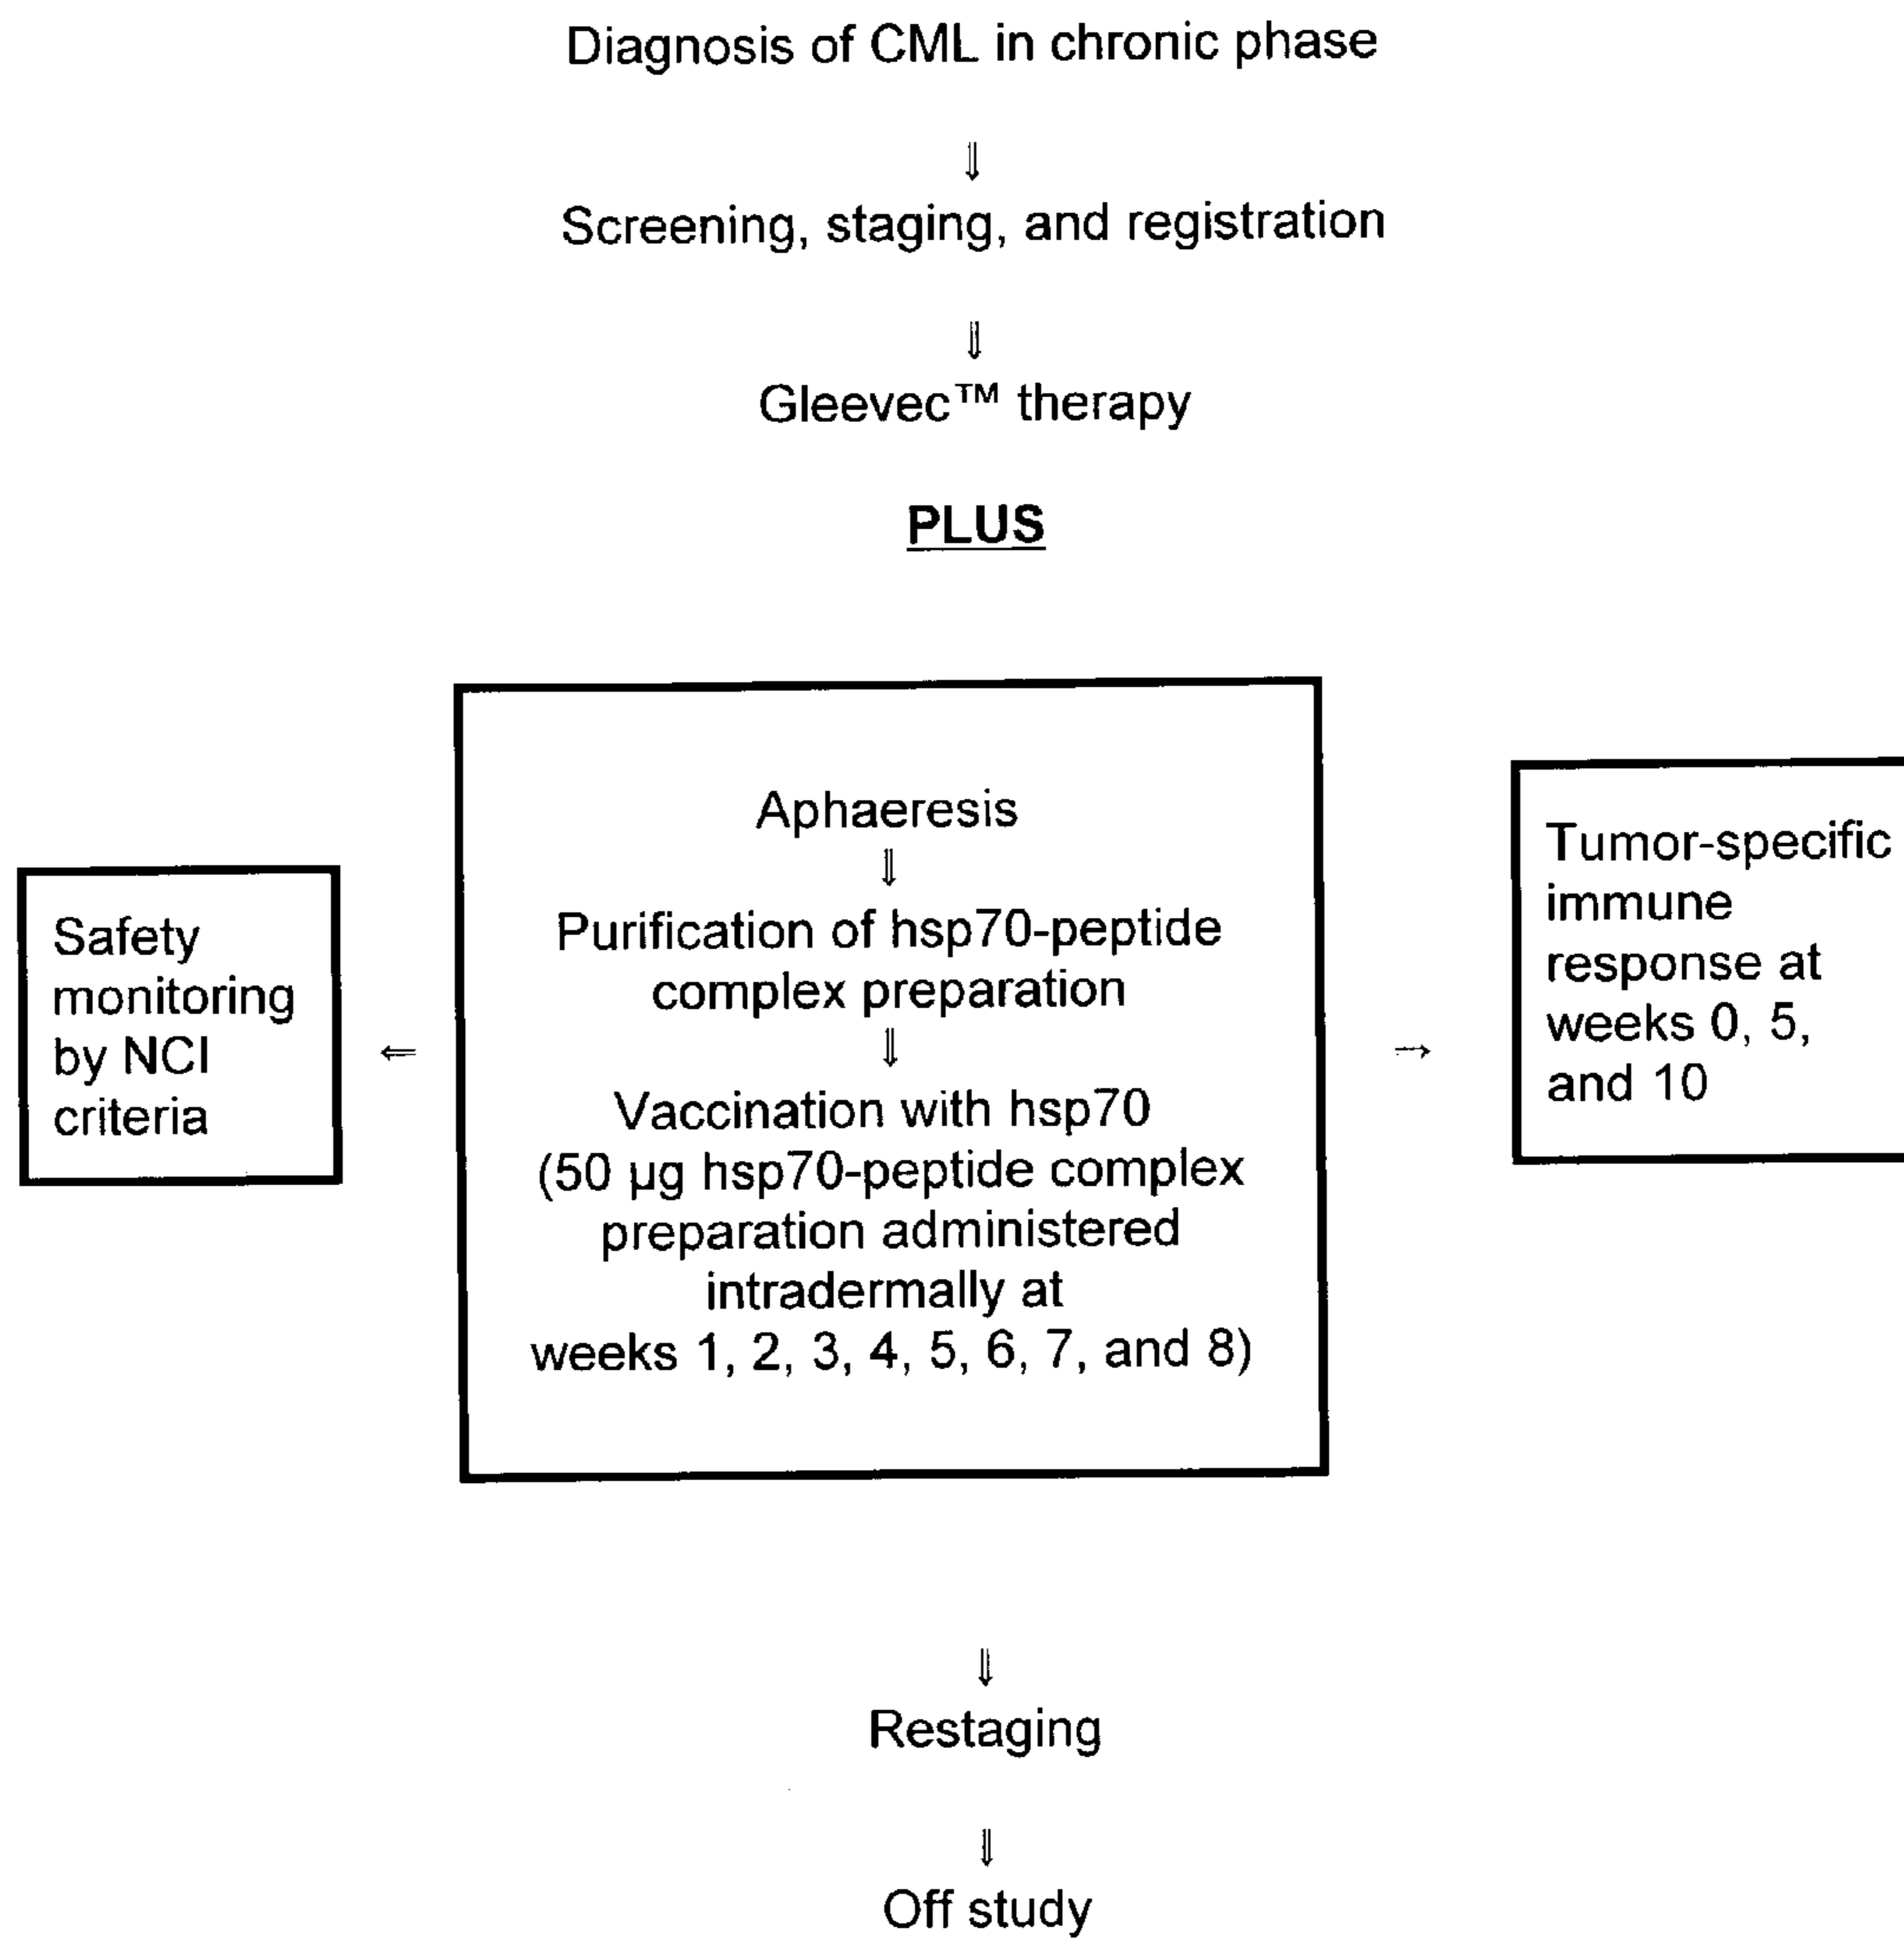 Diagnosis of CML in chronic phase
⇓
Screening, staging, and registration
⇓
Gleevec™ therapy
PLUS
Safety
monitoring
by NCI
criteria
⇐
Aphaeresis
⇓
Purification of hsp70-peptide
complex preparation
⇓
Vaccination with hsp70
(50 µg hsp70-peptide complex
preparation administered
intradermally at
weeks 1, 2, 3, 4, 5, 6, 7, and 8)
→
Tumor-specific
immune
response at
weeks 0, 5,
and 10
⇓
Restaging
⇓
Off study